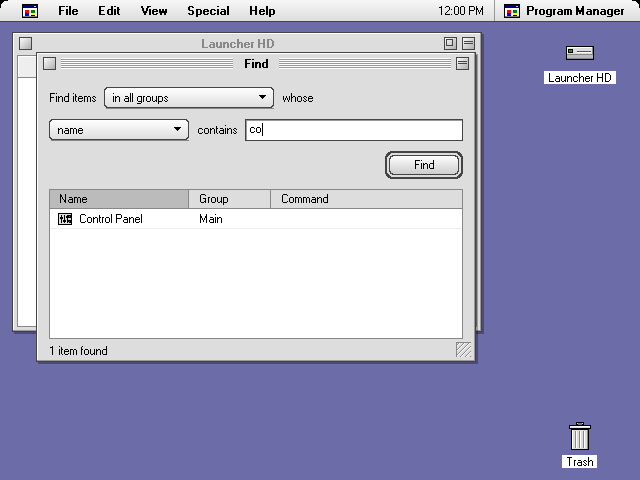 File Edit View Special Help 12:00 PM Program Manager
Launcher HD
Find
Launcher HD
Find items in all groups whose
name contains co
Find
Name Group Command
Control Panel Main
1 item found
Trash